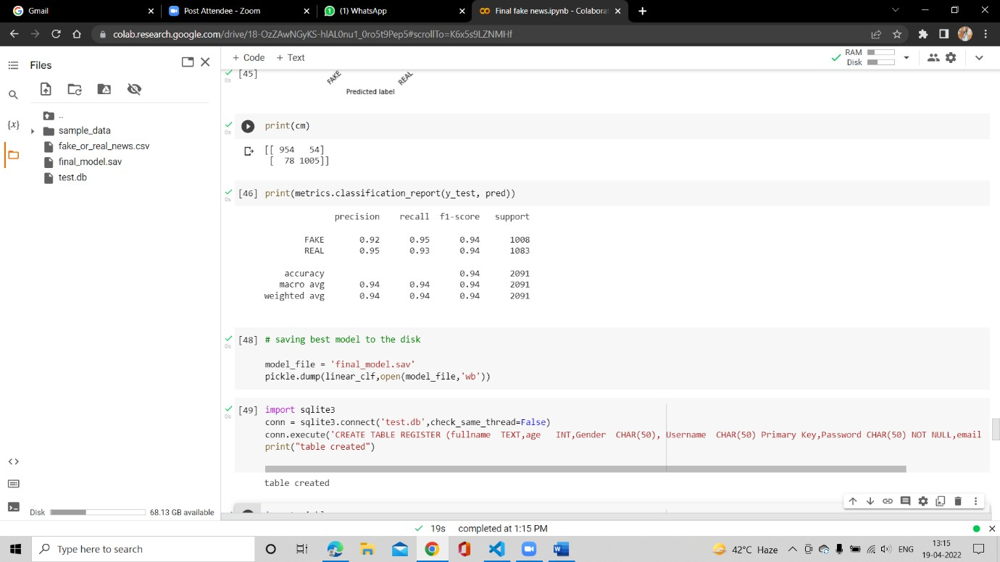 Gmail
Post Attendee - Zoom
(1) WhatsApp
Final fake news.ipynb - Colabora
colab.research.google.com/drive/18-OzZAwNGyKS-hlAL0nu1_0ro5t9Pep5#scrollTo=K6x5s9LZNMHf
Files
+ Code + Text
RAM
Disk
..
sample_data
fake_or_real_news.csv
final_model.sav
test.db
{x}
[45]
0s
FAKE REAL
Predicted label
0s
print(cm)
[[ 954 54]
[ 78 1005]]
[46] print(metrics.classification_report(y_test, pred))
0s
precision recall f1-score support
FAKE 0.92 0.95 0.94 1008
REAL 0.95 0.93 0.94 1083
accuracy 0.94 2091
macro avg 0.94 0.94 0.94 2091
weighted avg 0.94 0.94 0.94 2091
[48] # saving best model to the disk
0s
model_file = 'final_model.sav'
pickle.dump(linear_clf,open(model_file,'wb'))
[49] import sqlite3
0s
conn = sqlite3.connect('test.db',check_same_thread=False)
conn.execute('CREATE TABLE REGISTER (fullname TEXT,age INT,Gender CHAR(50), Username CHAR(50) Primary Key,Password CHAR(50) NOT NULL,email
print("table created")
table created
Disk 68.13 GB available
19s completed at 1:15 PM
Type here to search
42°C Haze
ENG
13:15
19-04-2022